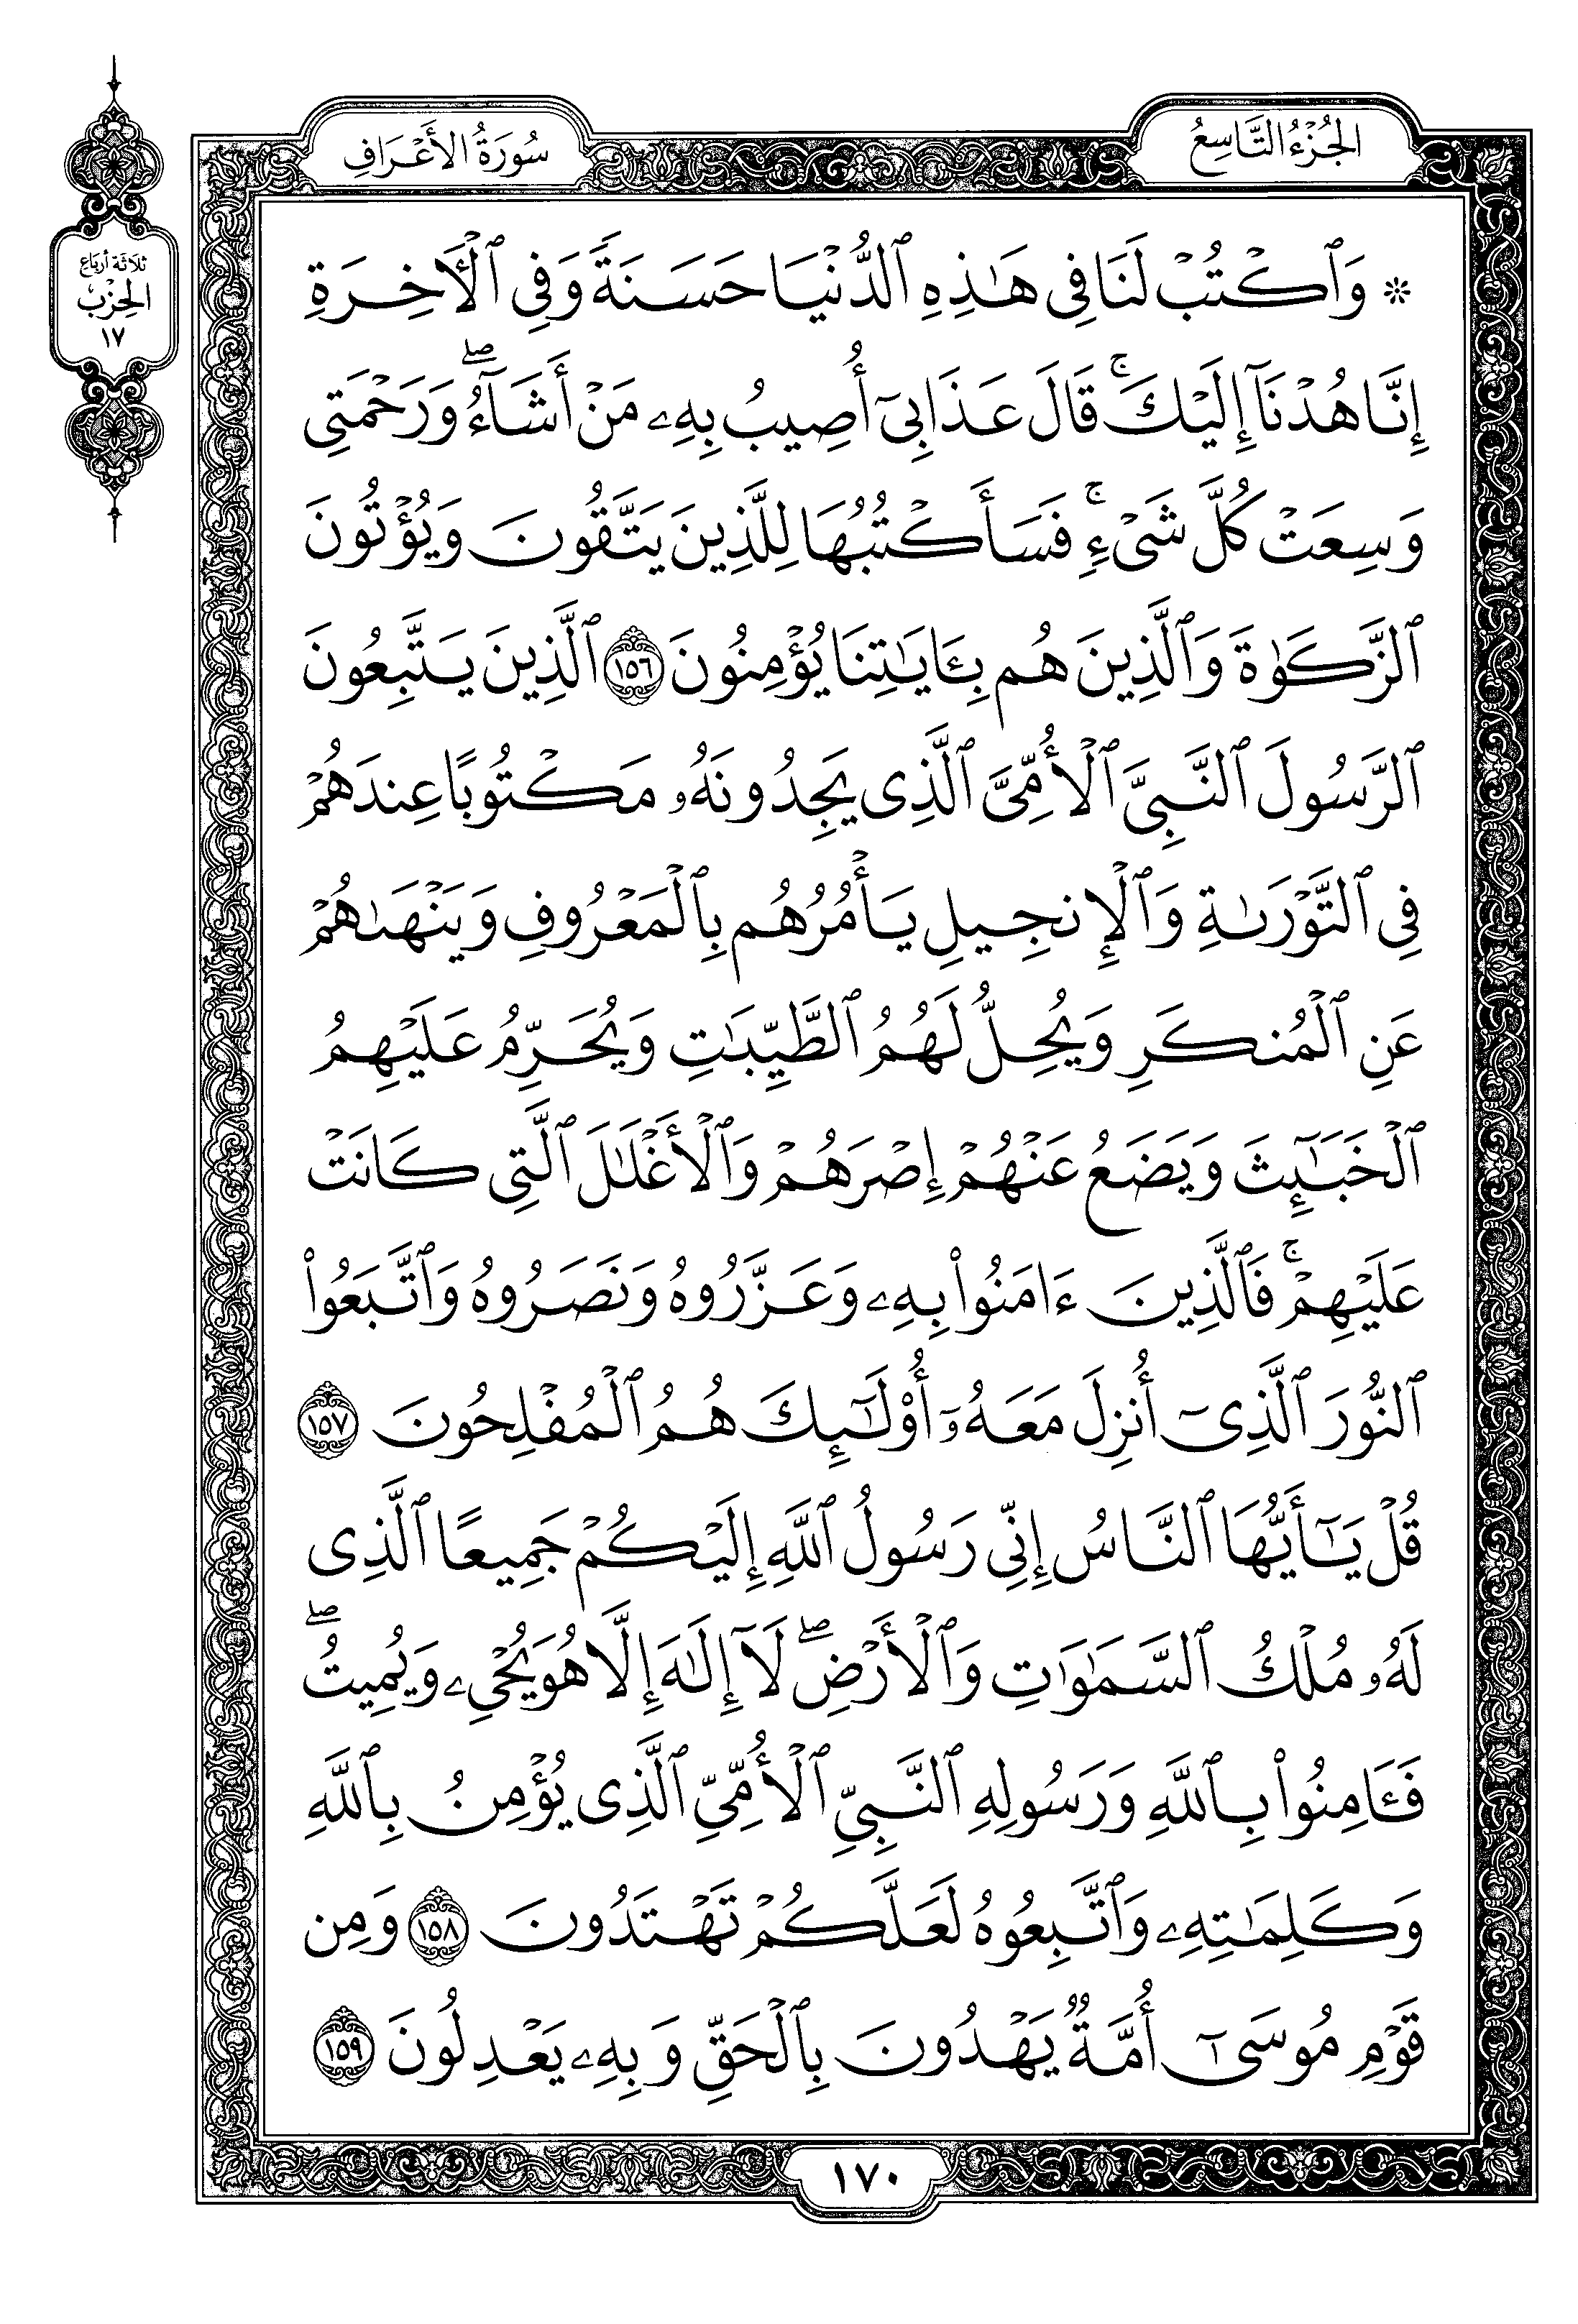 الجُزْءُ التَّاسِعُ
سُورَةُ الأَعْرَافِ
ثلاثة أرباع
الحِزْب
١٧
۞ وَٱكۡتُبۡ لَنَا فِي هَٰذِهِ ٱلدُّنۡيَا حَسَنَةٗ وَفِي ٱلۡأٓخِرَةِ
إِنَّا هُدۡنَآ إِلَيۡكَۚ قَالَ عَذَابِيٓ أُصِيبُ بِهِۦ مَنۡ أَشَآءُۖ وَرَحۡمَتِي
وَسِعَتۡ كُلَّ شَيۡءٖۚ فَسَأَكۡتُبُهَا لِلَّذِينَ يَتَّقُونَ وَيُؤۡتُونَ
ٱلزَّكَوٰةَ وَٱلَّذِينَ هُم بِـَٔايَٰتِنَا يُؤۡمِنُونَ ١٥٦ ٱلَّذِينَ يَتَّبِعُونَ
ٱلرَّسُولَ ٱلنَّبِيَّ ٱلۡأُمِّيَّ ٱلَّذِي يَجِدُونَهُۥ مَكۡتُوبًا عِندَهُمۡ
فِي ٱلتَّوۡرَىٰةِ وَٱلۡإِنجِيلِ يَأۡمُرُهُم بِٱلۡمَعۡرُوفِ وَيَنۡهَىٰهُمۡ
عَنِ ٱلۡمُنكَرِ وَيُحِلُّ لَهُمُ ٱلطَّيِّبَٰتِ وَيُحَرِّمُ عَلَيۡهِمُ
ٱلۡخَبَٰٓئِثَ وَيَضَعُ عَنۡهُمۡ إِصۡرَهُمۡ وَٱلۡأَغۡلَٰلَ ٱلَّتِي كَانَتۡ
عَلَيۡهِمۡۚ فَٱلَّذِينَ ءَامَنُواْ بِهِۦ وَعَزَّرُوهُ وَنَصَرُوهُ وَٱتَّبَعُواْ
ٱلنُّورَ ٱلَّذِيٓ أُنزِلَ مَعَهُۥٓ أُوْلَٰٓئِكَ هُمُ ٱلۡمُفۡلِحُونَ ١٥٧
قُلۡ يَٰٓأَيُّهَا ٱلنَّاسُ إِنِّي رَسُولُ ٱللَّهِ إِلَيۡكُمۡ جَمِيعًا ٱلَّذِي
لَهُۥ مُلۡكُ ٱلسَّمَٰوَٰتِ وَٱلۡأَرۡضِۖ لَآ إِلَٰهَ إِلَّا هُوَ يُحۡيِۦ وَيُمِيتُۖ
فَـَٔامِنُواْ بِٱللَّهِ وَرَسُولِهِ ٱلنَّبِيِّ ٱلۡأُمِّيِّ ٱلَّذِي يُؤۡمِنُ بِٱللَّهِ
وَكَلِمَٰتِهِۦ وَٱتَّبِعُوهُ لَعَلَّكُمۡ تَهۡتَدُونَ ١٥٨ وَمِن
قَوۡمِ مُوسَىٰٓ أُمَّةٞ يَهۡدُونَ بِٱلۡحَقِّ وَبِهِۦ يَعۡدِلُونَ ١٥٩
١٧٠